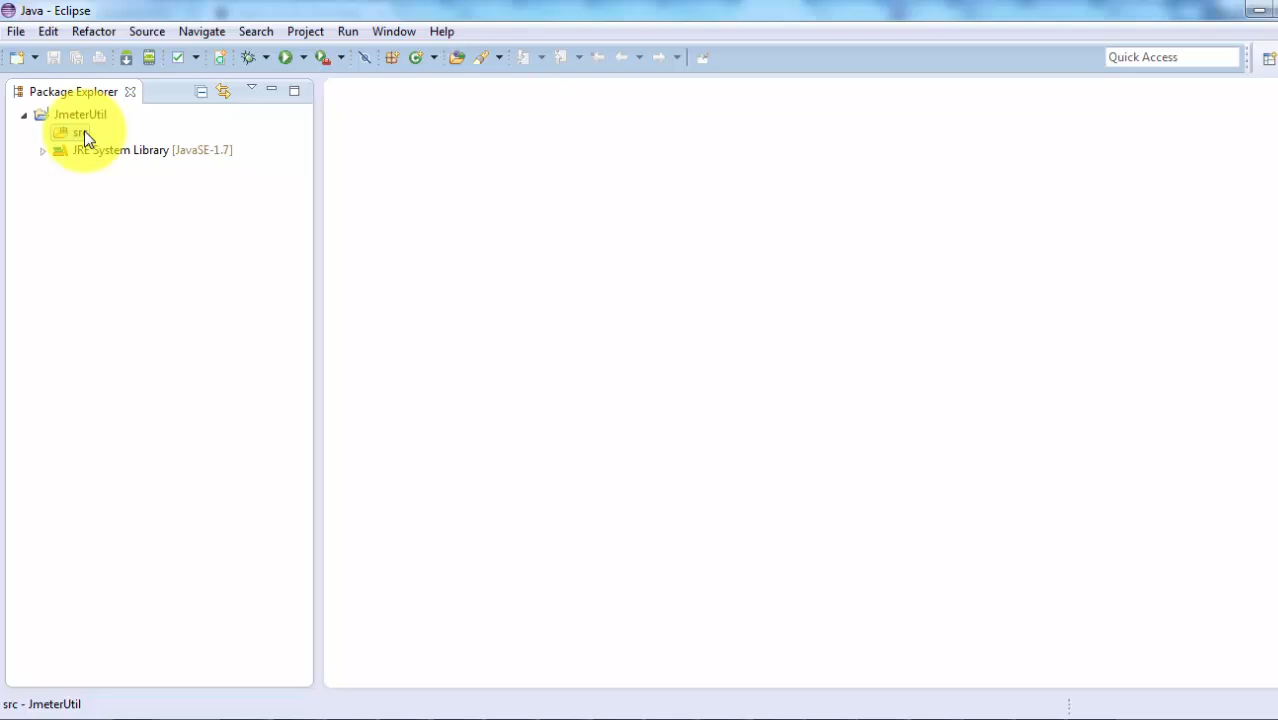 Java - Eclipse
File Edit Refactor Source Navigate Search Project Run Window Help
Quick Access
Package Explorer
JmeterUtil
src
JRE System Library [JavaSE-1.7]
src - JmeterUtil